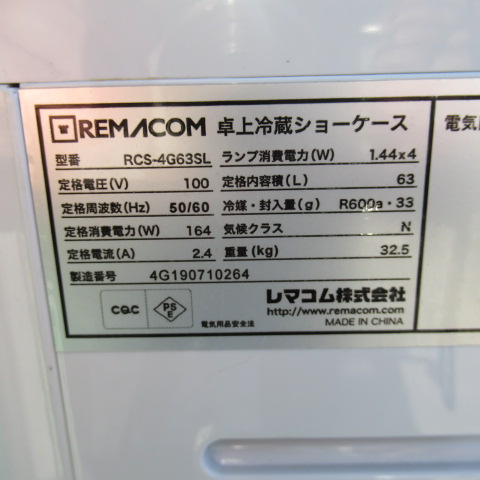 REMACOM 卓上冷蔵ショーケース
型番 RCS-4G63SL ランプ消費電力(W) 1.44x4
定格電圧(V) 100 定格内容積(L) 63
定格周波数(Hz) 50/60 冷媒・封入量(g) R600a・33
定格消費電力(W) 164 気候クラス N
定格電流(A) 2.4 重量(kg) 32.5
製造番号 4G190710264
CQC PSE 電気用品安全法
レマコム株式会社
http://www.remacom.com
MADE IN CHINA
電気